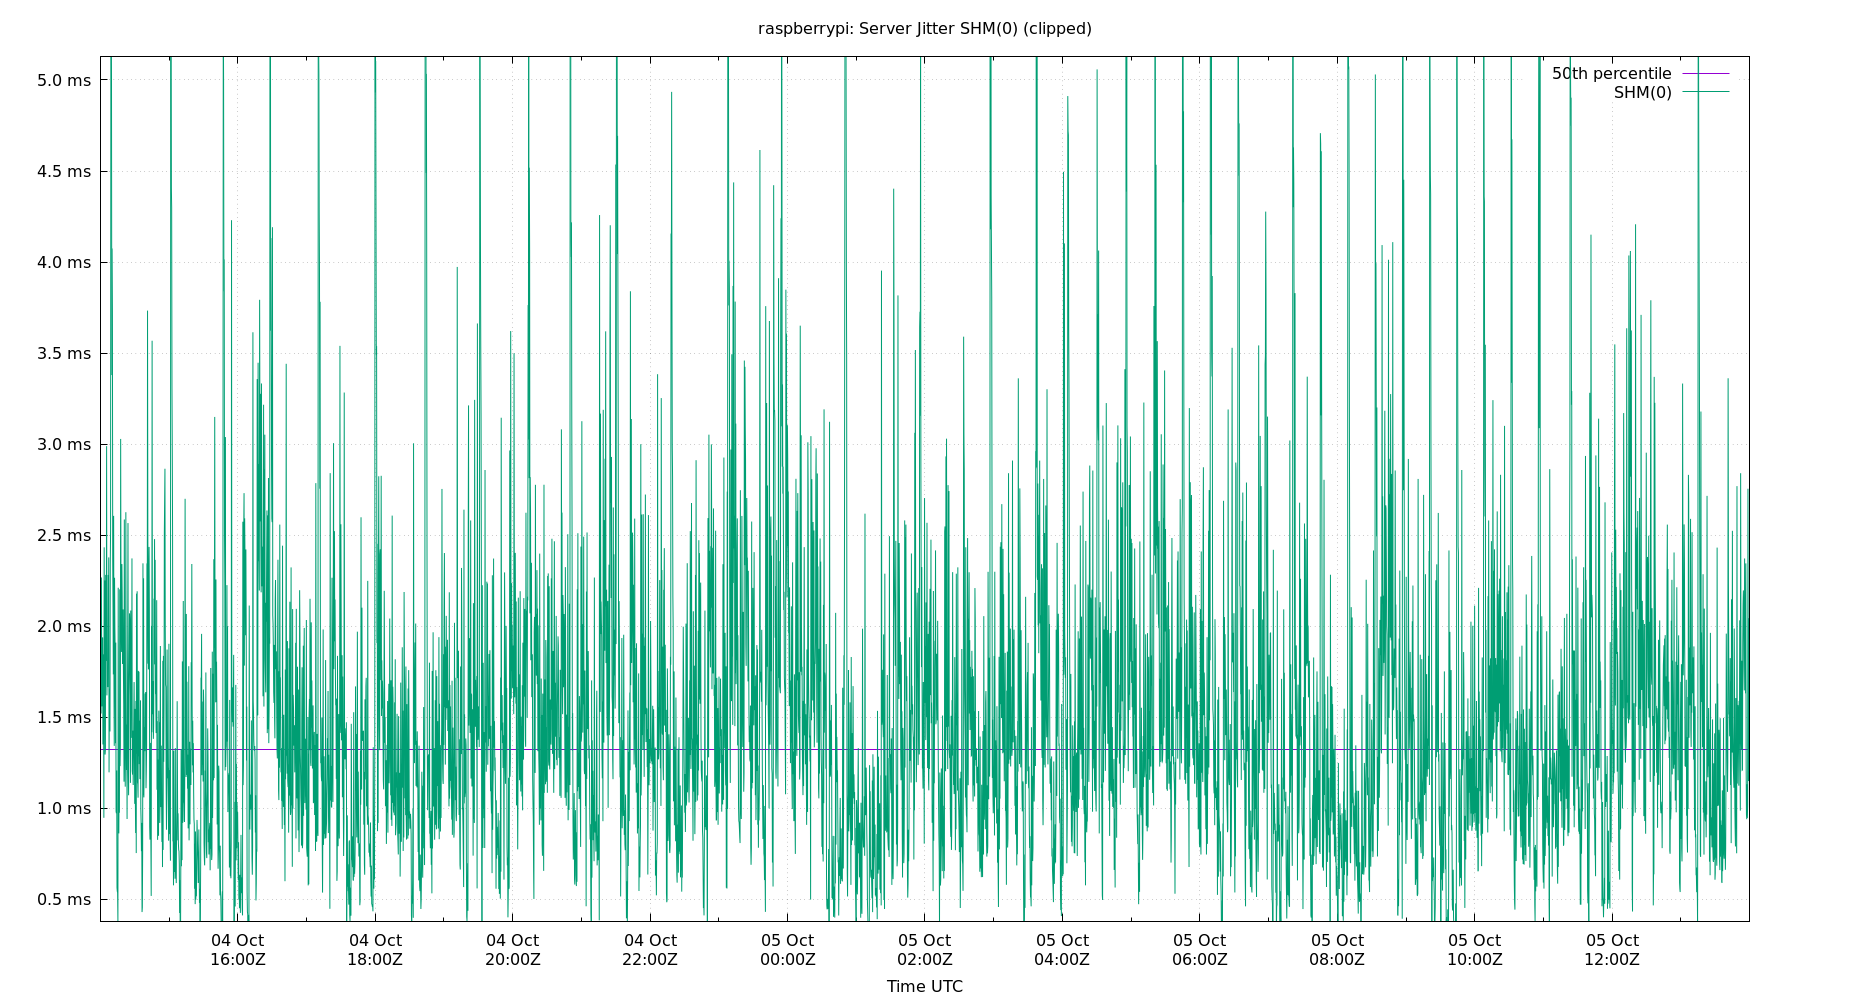 raspberrypi: Server Jitter SHM(0) (clipped)
50th percentile
SHM(0)
5.0 ms
4.5 ms
4.0 ms
3.5 ms
3.0 ms
2.5 ms
2.0 ms
1.5 ms
1.0 ms
0.5 ms
04 Oct 04 Oct 04 Oct 04 Oct 05 Oct 05 Oct 05 Oct 05 Oct 05 Oct 05 Oct 05 Oct
16:00Z 18:00Z 20:00Z 22:00Z 00:00Z 02:00Z 04:00Z 06:00Z 08:00Z 10:00Z 12:00Z
Time UTC